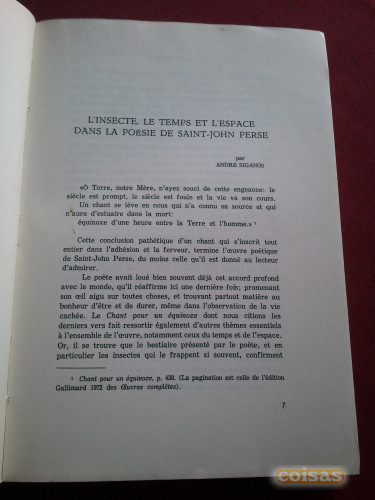 L'INSECTE, LE TEMPS ET L'ESPACE
DANS LA POÉSIE DE SAINT-JOHN PERSE
par
ANDRÉ SIGANOS
«O Terre, notre Mère, n'ayez souci de cette engeance: le
siècle est prompt, le siècle est foule et la vie va son cours.
Un chant se lève en nous qui n'a connu sa source et qui
n'aura d'estuaire dans la mort:
équinoxe d'une heure entre la Terre et l'homme.» ¹
Cette conclusion pathétique d'un chant qui s'inscrit tout
entier dans l'adhésion et la ferveur, termine l'œuvre poétique
de Saint-John Perse, du moins celle qu'il est donné au lecteur
d'admirer.
Le poète avait loué bien souvent déjà cet accord profond
avec le monde, qu'il réaffirme ici une dernière fois; promenant
son œil aigu sur toutes choses, et trouvant partout matière au
bonheur d'être et de durer, même dans l'observation de la vie
cachée. Le Chant pour un équinoxe dont nous citions les
derniers vers fait ressortir également d'autres thèmes essentiels
à l'ensemble de l'œuvre, notamment ceux du temps et de l'espace.
Or, il se trouve que le bestiaire présenté par le poète, et en
particulier les insectes qui le frappent si souvent, confirment
¹ Chant pour un équinoxe, p. 438. (La pagination est celle de l'édition
Gallimard 1972 des Œuvres complètes).
7
coisas